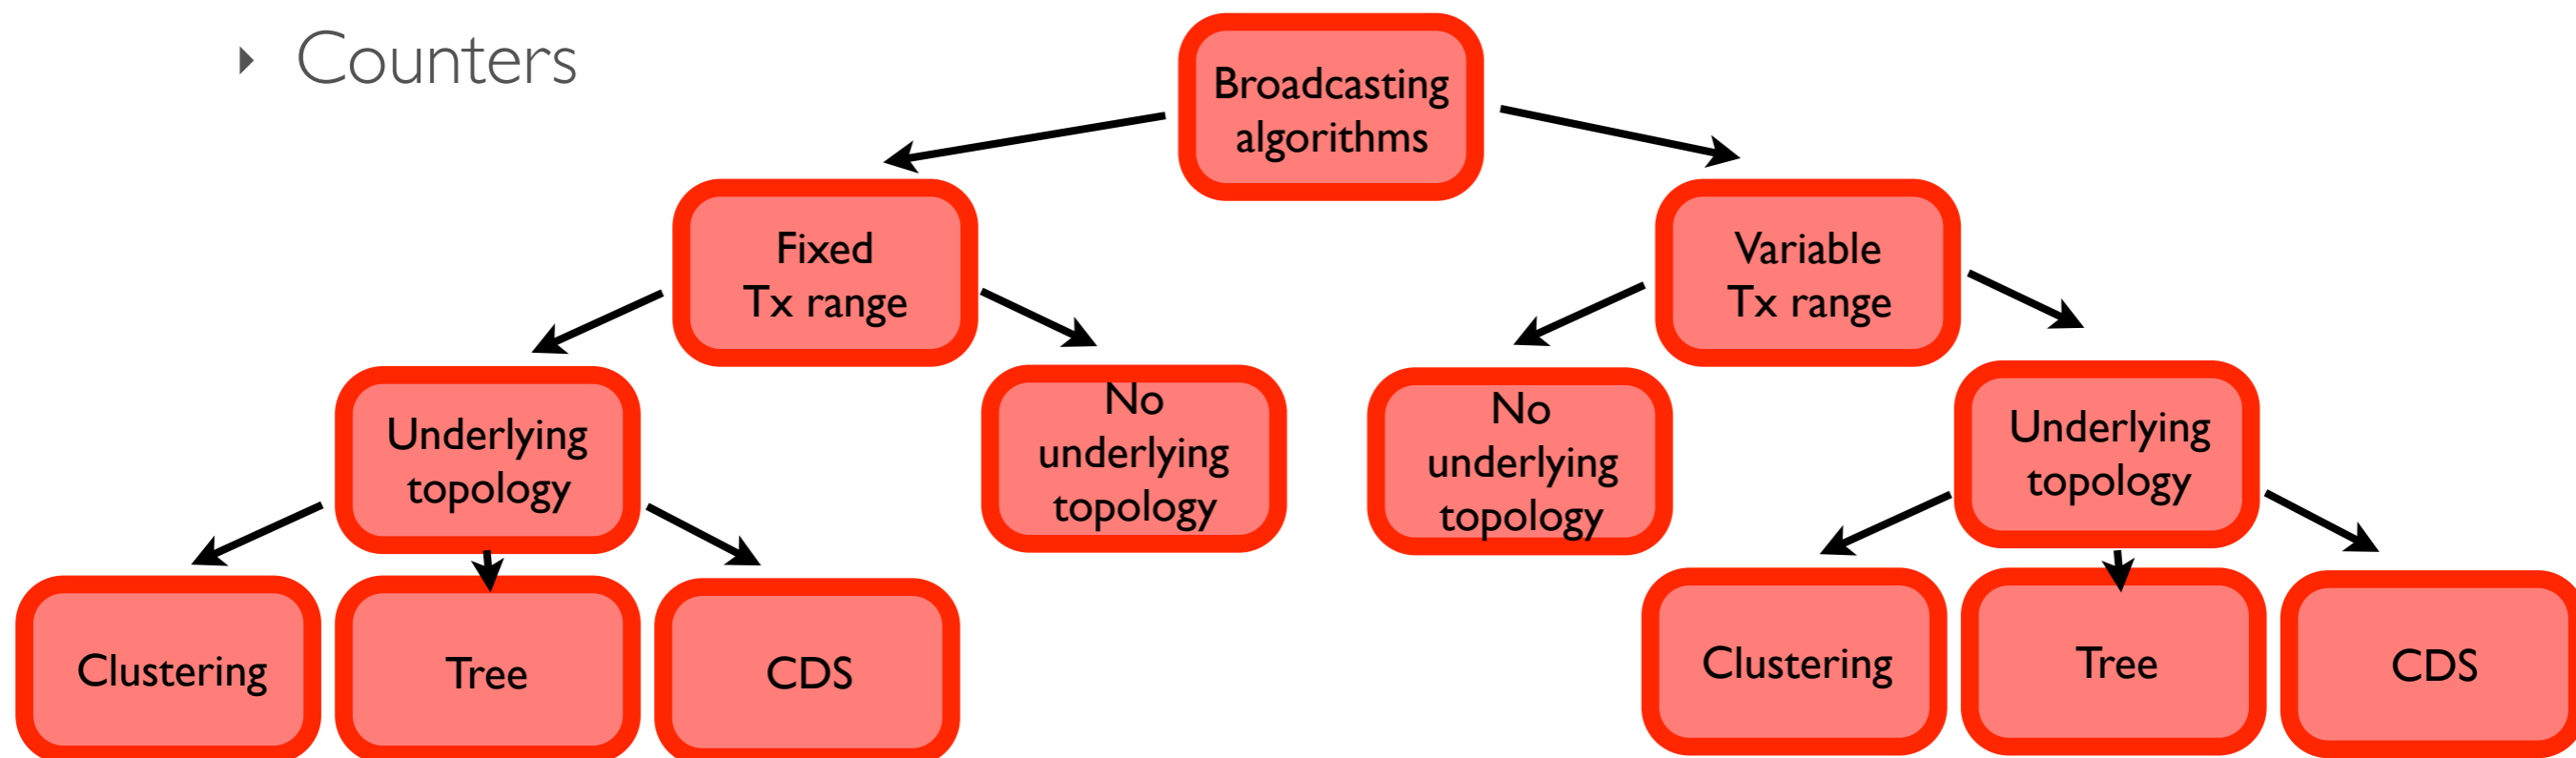 ‣ Counters
Broadcasting
algorithms
Fixed
Tx range
Variable
Tx range
Underlying
topology
No
underlying
topology
No
underlying
topology
Underlying
topology
Clustering
Tree
CDS
Clustering
Tree
CDS